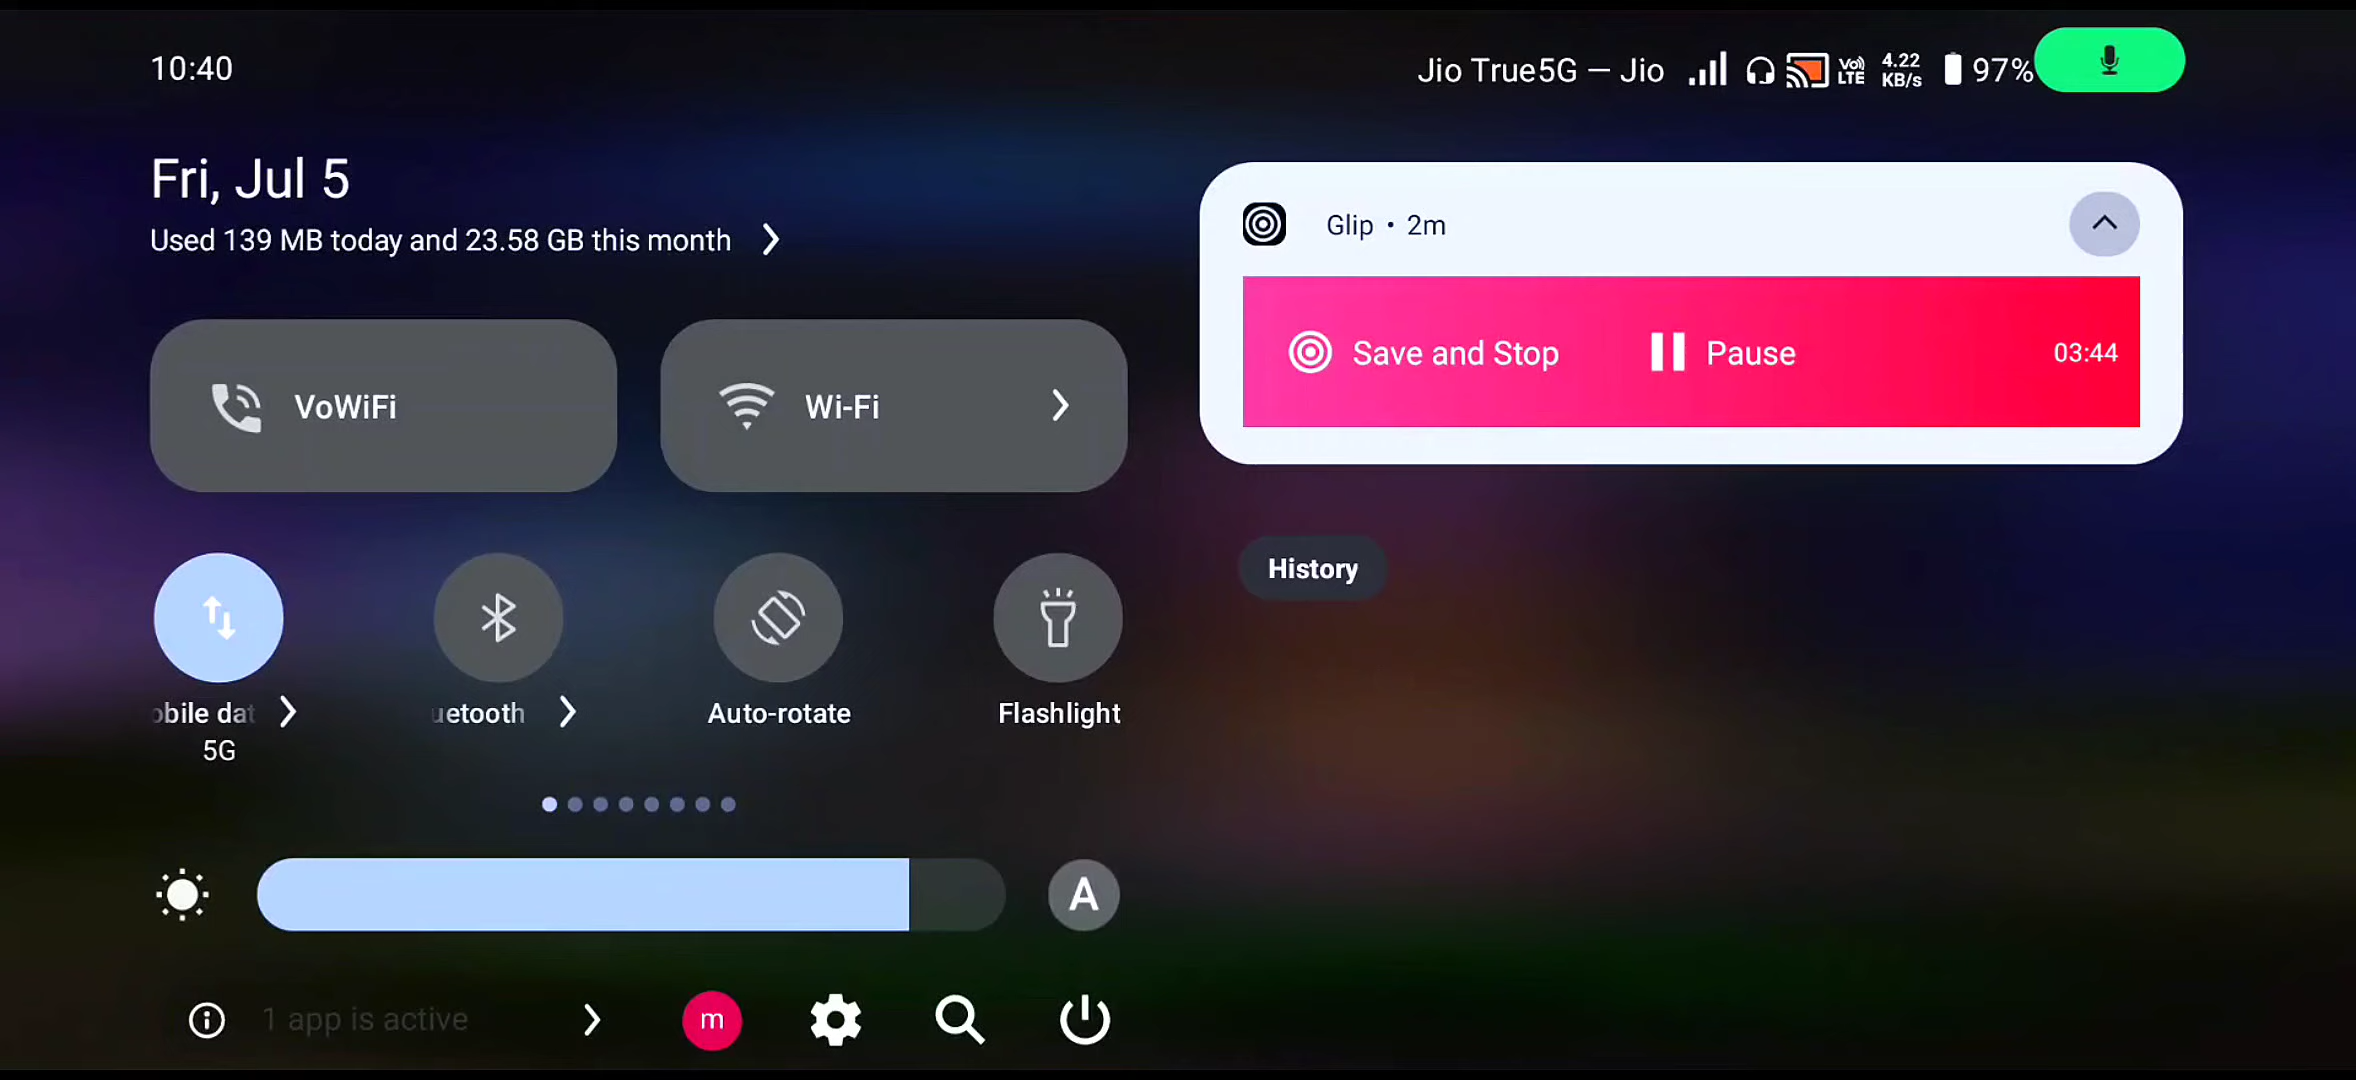 10:40
Jio True5G — Jio
Vo) LTE
4.22 KB/s
97%
Fri, Jul 5
Used 139 MB today and 23.58 GB this month
VoWiFi
Wi-Fi
obile dat
5G
uetooth
Auto-rotate
Flashlight
A
1 app is active
m
Glip • 2m
Save and Stop
Pause
03:44
History